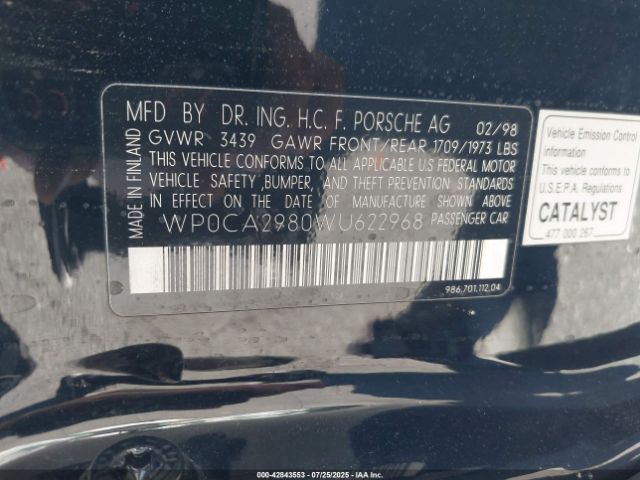 MFD BY DR. ING. H.C. F. PORSCHE AG 02/98
GVWR 3439 GAWR FRONT/REAR 1709/1973 LBS
THIS VEHICLE CONFORMS TO ALL APPLICABLE U.S FEDERAL MOTOR
VEHICLE SAFETY ,BUMPER, AND THEFT PREVENTION STANDARDS
IN EFFECT ON THE DATE OF MANUFACTURE SHOWN ABOVE
WP0CA2980WU622968 PASSENGER CAR
986.701.112.04
MADE IN FINLAND
Vehicle Emission Control
Information
This vehicle conforms to
U.S.E.P.A. Regulations
CATALYST
477 000 267
000-42843553 | 07/25/2025 | COPART/IAA